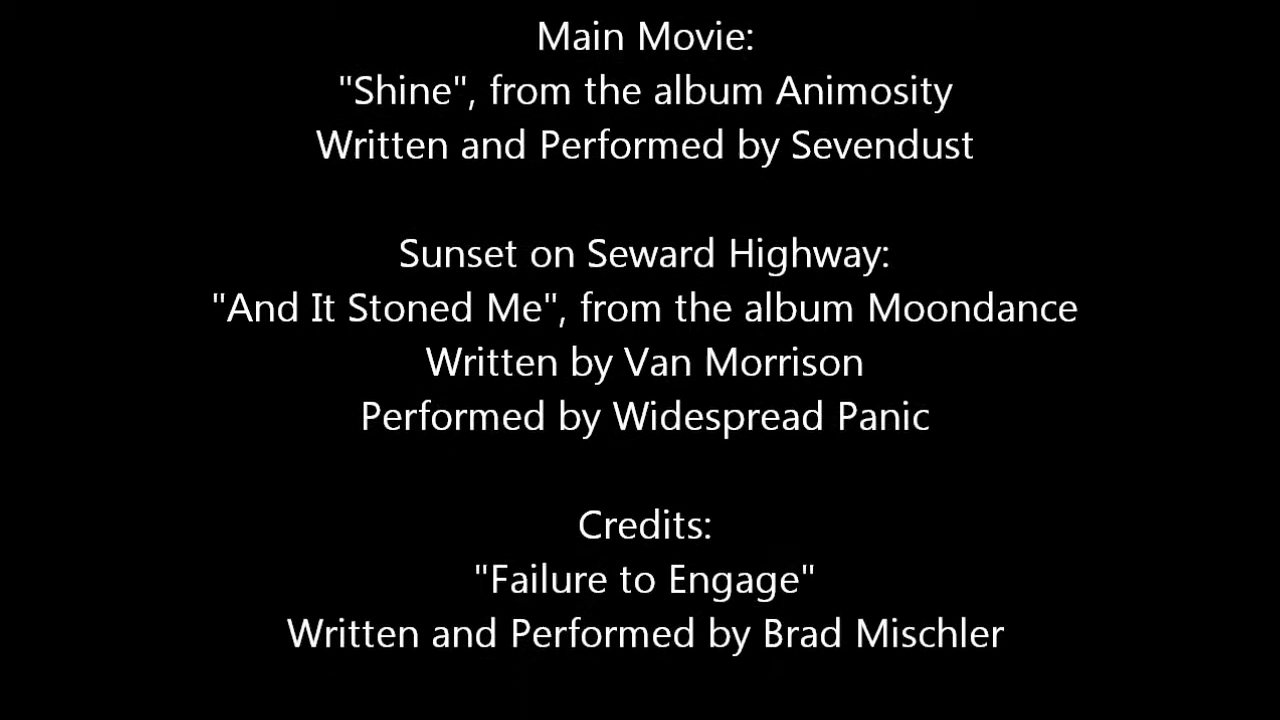 Main Movie:
"Shine", from the album Animosity
Written and Performed by Sevendust
Sunset on Seward Highway:
"And It Stoned Me", from the album Moondance
Written by Van Morrison
Performed by Widespread Panic
Credits:
"Failure to Engage"
Written and Performed by Brad Mischler